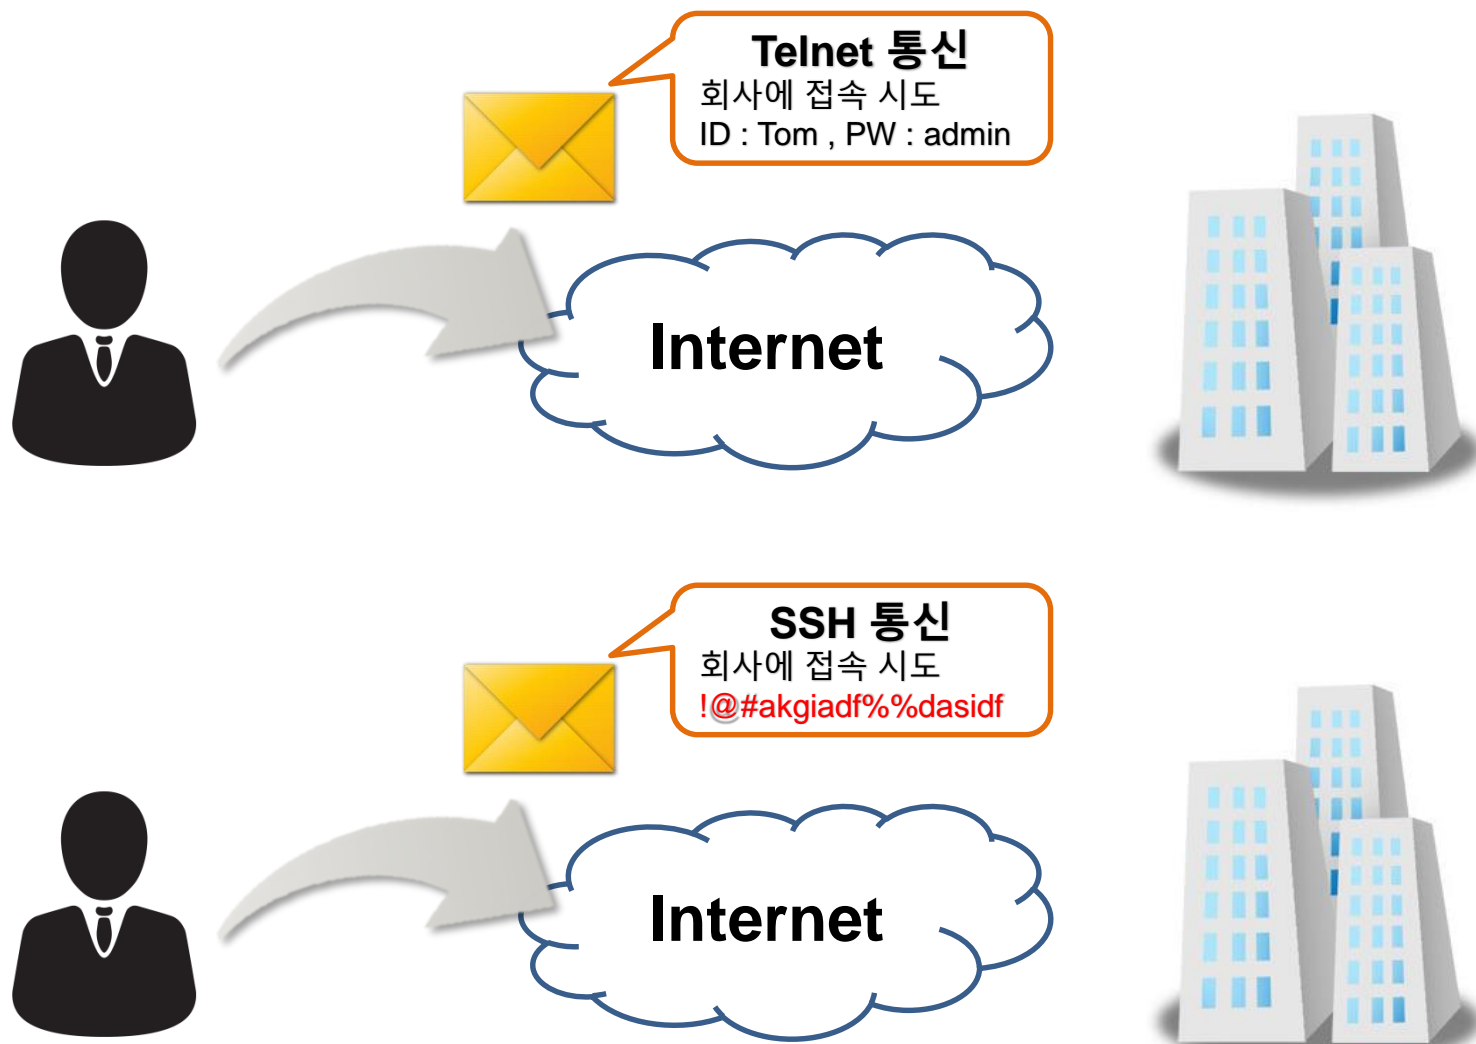 Telnet 통신
회사에 접속 시도
ID : Tom , PW : admin
Internet
SSH 통신
회사에 접속 시도
!@#akgiadf%%dasidf
Internet